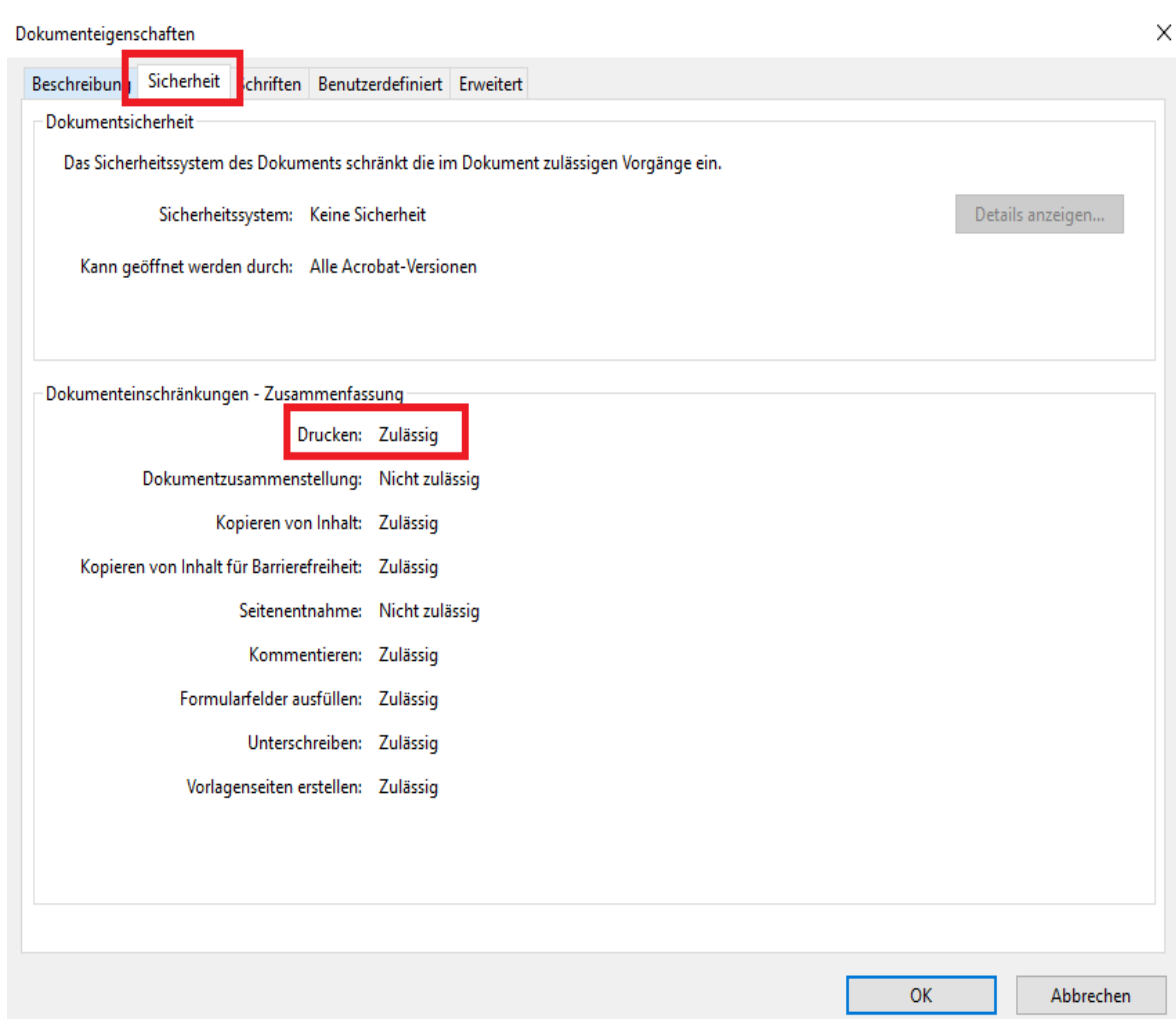 Dokumenteigenschaften
Beschreibung Sicherheit Schriften Benutzerdefiniert Erweitert
Dokumentsicherheit
Das Sicherheitssystem des Dokuments schränkt die im Dokument zulässigen Vorgänge ein.
Sicherheitssystem: Keine Sicherheit Details anzeigen...
Kann geöffnet werden durch: Alle Acrobat-Versionen
Dokumenteinschränkungen - Zusammenfassung
Drucken: Zulässig
Dokumentzusammenstellung: Nicht zulässig
Kopieren von Inhalt: Zulässig
Kopieren von Inhalt für Barrierefreiheit: Zulässig
Seitenentnahme: Nicht zulässig
Kommentieren: Zulässig
Formularfelder ausfüllen: Zulässig
Unterschreiben: Zulässig
Vorlagenseiten erstellen: Zulässig
OK Abbrechen